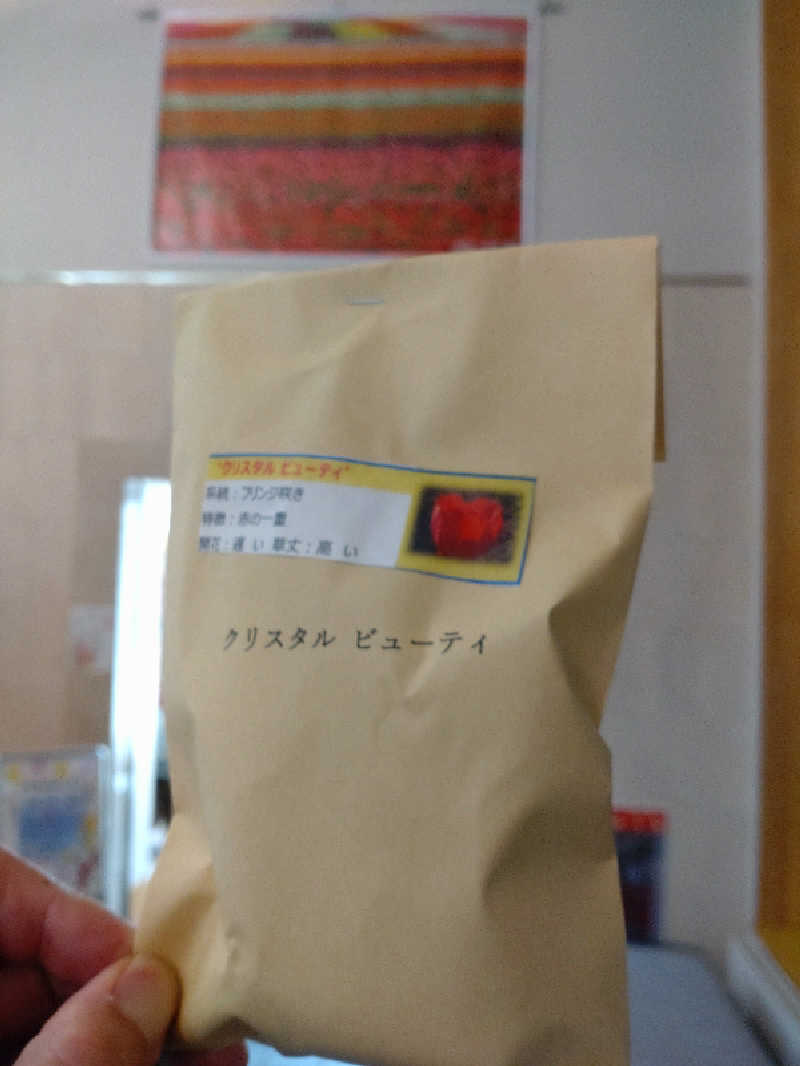 "クリスタル ビューティ"
系統：フリンジ咲き
特徴：赤の一重
開花：遅 い 草丈：高 い
クリスタル ビューティ